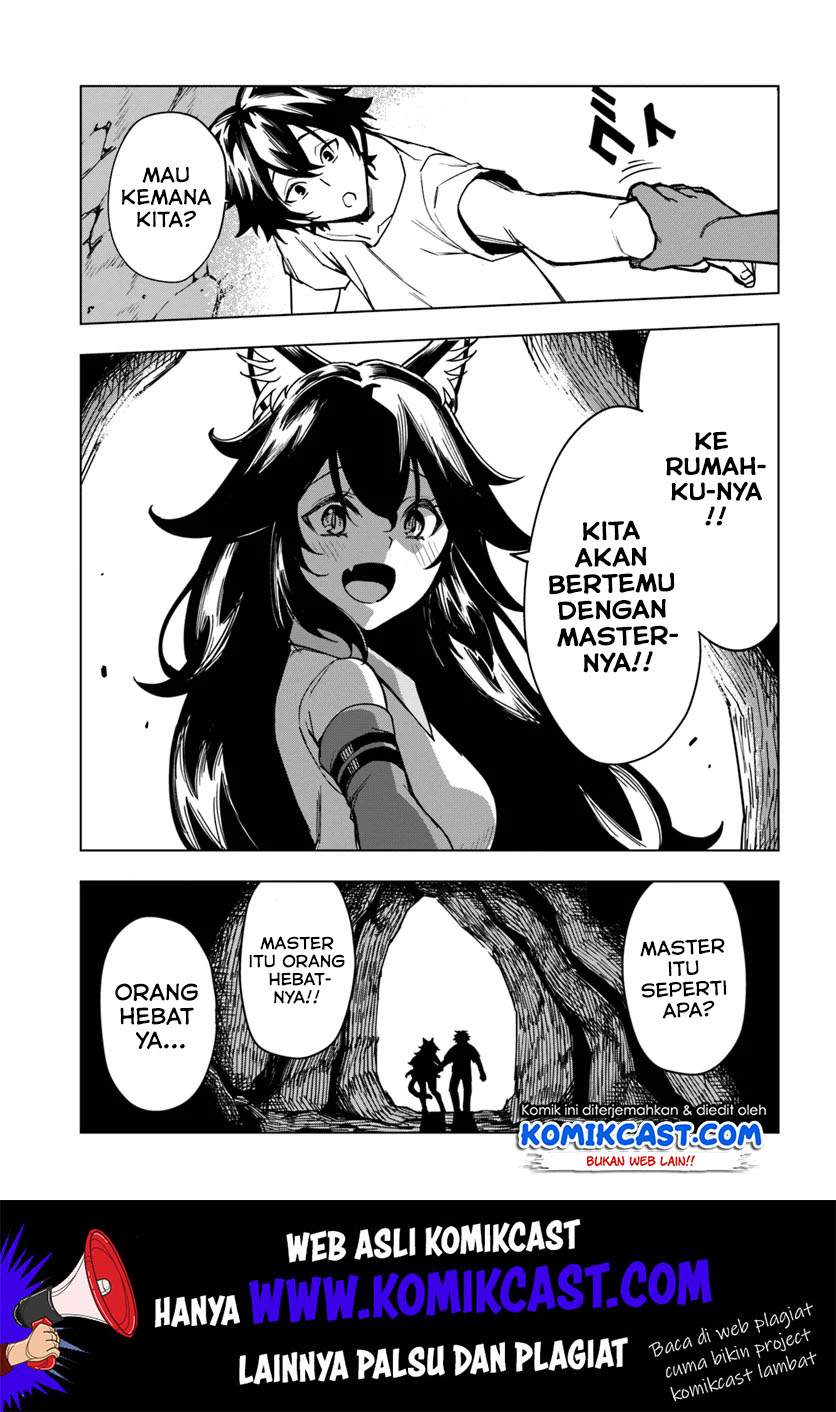 MAU
KEMANA
KITA?
グイ
KE
RUMAH-
KU-NYA
!!
KITA
AKAN
BERTEMU
DENGAN
MASTER-
NYA!!
MASTER
ITU
SEPERTI
APA?
MASTER
ITU ORANG
HEBAT-
NYA!!
ORANG
HEBAT
YA...
Komik ini diterjemahkan & diedit oleh
KOMIKCAST.COM
BUKAN WEB LAIN!!
WEB ASLI KOMIKCAST
HANYA WWW.KOMIKCAST.COM
LAINNYA PALSU DAN PLAGIAT
Baca di web plagiat
cuma bikin project
komikcast lambat